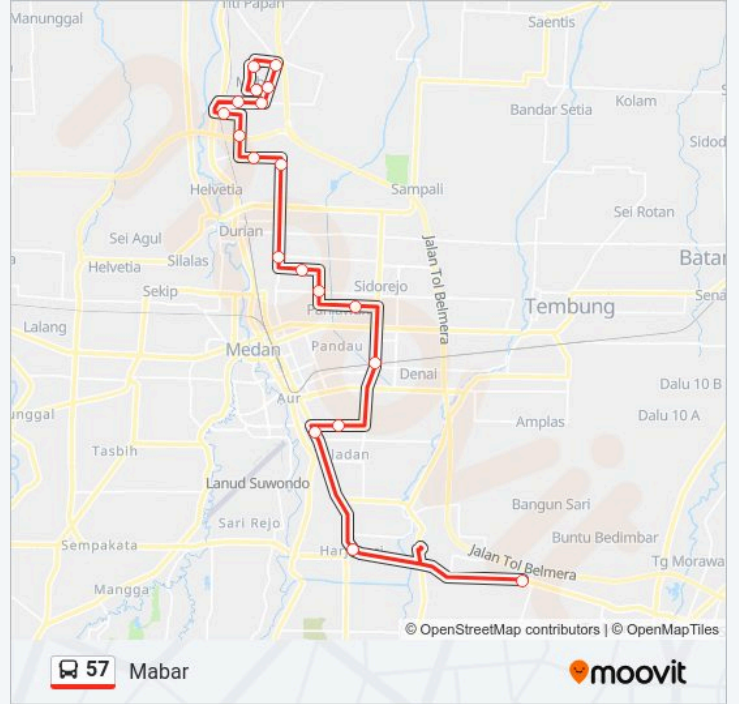 Titi Papan
Manunggal
Saentis
Kolam
Bandar Setia
Sidod
Helvetia
Sampali
Sei Rotan
Durian
Sei Agul
Helvetia
Silalas
Batar
Jalan Tol Belmera
Sidorejo
Sena
Sekip
Tembung
Lalang
Medan
Pandau
Denai
Dalu 10 B
Aur
unggal
Dalu 10 A
Amplas
Tasbih
Jadan
Lanud Suwondo
Bangun Sari
Sari Rejo
Buntu Bedimbar
Sempakata
Jalan Tol Belmera
Tg Morawa
Mangga
© OpenStreetMap contributors | © OpenMapTiles
57 Mabar
moovit